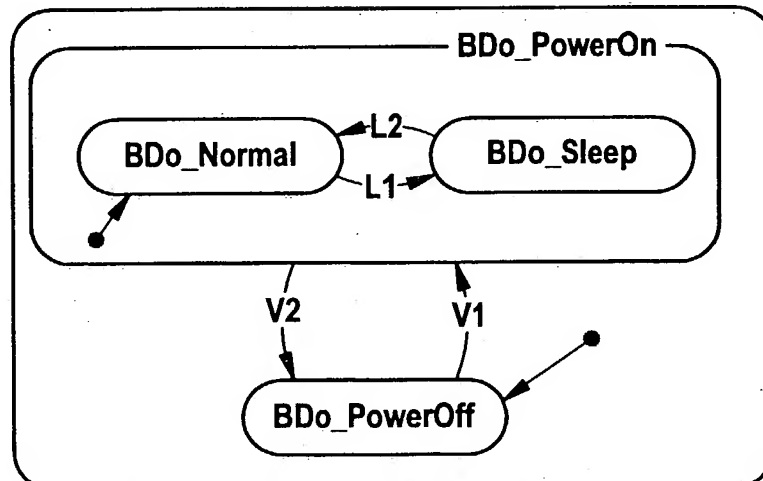 BDo_PowerOn
L2
BDo_Normal
BDo_Sleep
L1
V2
V1
BDo_PowerOff